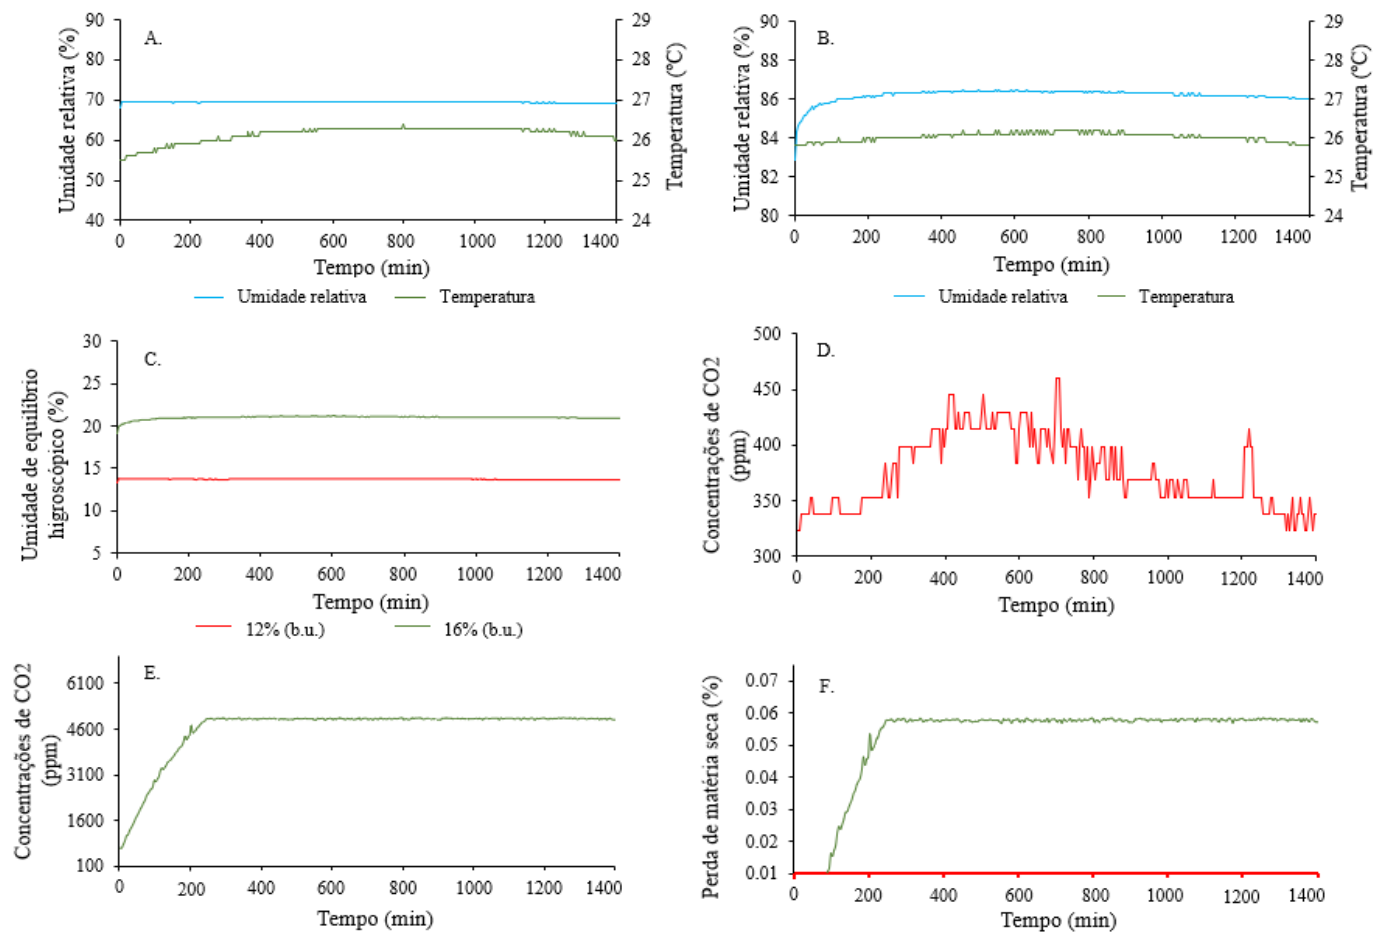 A.
Umidade relativa (%)
90
80
70
60
50
40
29
28
27
26
25
24
Temperatura (°C)
0 200 400 600 800 1000 1200 1400
Tempo (min)
Umidade relativa Temperatura
B.
Umidade relativa (%)
90
88
86
84
82
80
29
28
27
26
25
24
Temperatura (°C)
0 200 400 600 800 1000 1200 1400
Tempo (min)
Umidade relativa Temperatura
C.
Umidade de equilíbrio
higroscópico (%)
30
25
20
15
10
5
0 200 400 600 800 1000 1200 1400
Tempo (min)
12% (b.u.) 16% (b.u.)
D.
Concentrações de CO2
(ppm)
500
450
400
350
300
0 200 400 600 800 1000 1200 1400
Tempo (min)
E.
Concentrações de CO2
(ppm)
6100
4600
3100
1600
100
0 200 400 600 800 1000 1200 1400
Tempo (min)
F.
Perda de matéria seca (%)
0.07
0.06
0.05
0.04
0.03
0.02
0.01
0 200 400 600 800 1000 1200 1400
Tempo (min)